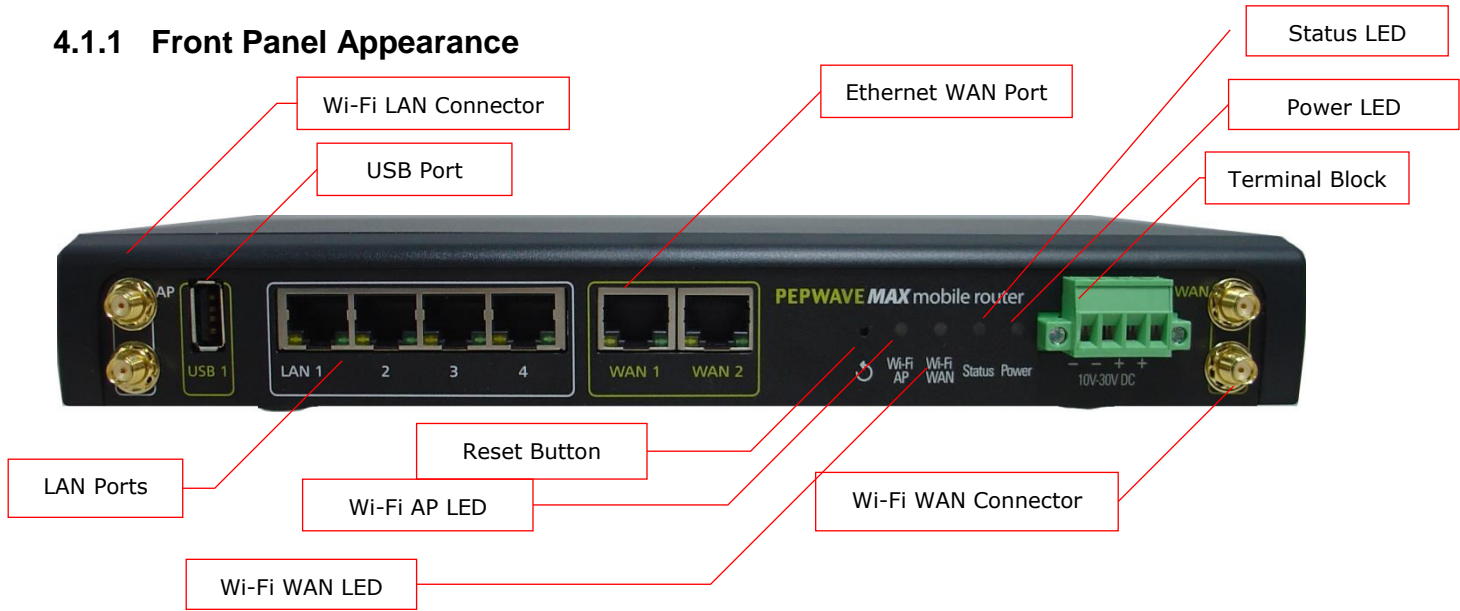 4.1.1 Front Panel Appearance
Status LED
Wi-Fi LAN Connector
Ethernet WAN Port
Power LED
USB Port
Terminal Block
AP
USB 1
LAN 1 2 3 4
WAN 1 WAN 2
PEPWAVE MAX mobile router
Wi-Fi AP
Wi-Fi WAN
Status
Power
WAN
– – + +
10V-30V DC
Reset Button
LAN Ports
Wi-Fi AP LED
Wi-Fi WAN Connector
Wi-Fi WAN LED